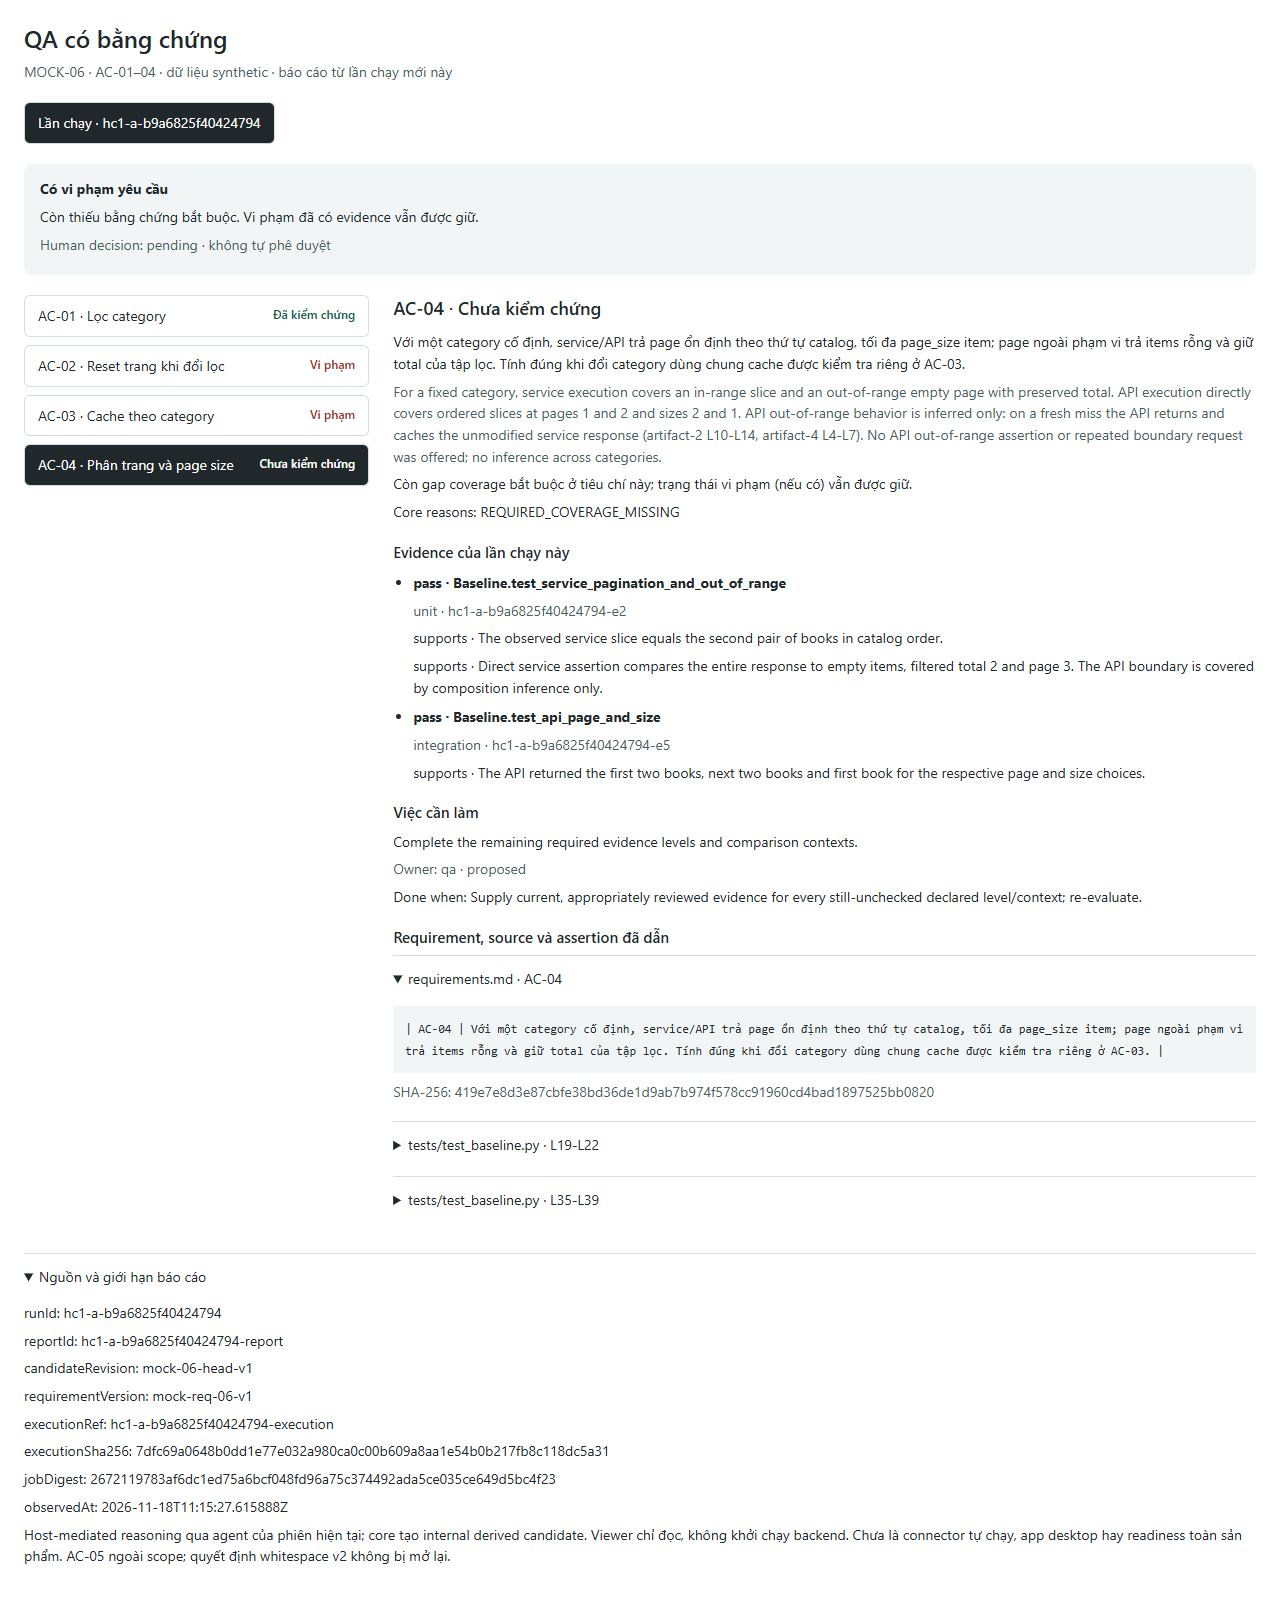 QA có bằng chứng
MOCK-06 · AC-01–04 · dữ liệu synthetic · báo cáo từ lần chạy mới này
Lần chạy · hc1-a-b9a6825f40424794
Có vi phạm yêu cầu
Còn thiếu bằng chứng bắt buộc. Vi phạm đã có evidence vẫn được giữ.
Human decision: pending · không tự phê duyệt
AC-01 · Lọc category Đã kiểm chứng
AC-02 · Reset trang khi đổi lọc Vi phạm
AC-03 · Cache theo category Vi phạm
AC-04 · Phân trang và page size Chưa kiểm chứng
AC-04 · Chưa kiểm chứng
Với một category cố định, service/API trả page ổn định theo thứ tự catalog, tối đa page_size item; page ngoài phạm vi trả items rỗng và giữ
total của tập lọc. Tính đúng khi đổi category dùng chung cache được kiểm tra riêng ở AC-03.
For a fixed category, service execution covers an in-range slice and an out-of-range empty page with preserved total. API execution directly
covers ordered slices at pages 1 and 2 and sizes 2 and 1. API out-of-range behavior is inferred only: on a fresh miss the API returns and
caches the unmodified service response (artifact-2 L10-L14, artifact-4 L4-L7). No API out-of-range assertion or repeated boundary request
was offered; no inference across categories.
Còn gap coverage bắt buộc ở tiêu chí này; trạng thái vi phạm (nếu có) vẫn được giữ.
Core reasons: REQUIRED_COVERAGE_MISSING
Evidence của lần chạy này
• pass · Baseline.test_service_pagination_and_out_of_range
unit · hc1-a-b9a6825f40424794-e2
supports · The observed service slice equals the second pair of books in catalog order.
supports · Direct service assertion compares the entire response to empty items, filtered total 2 and page 3. The API boundary is covered
by composition inference only.
• pass · Baseline.test_api_page_and_size
integration · hc1-a-b9a6825f40424794-e5
supports · The API returned the first two books, next two books and first book for the respective page and size choices.
Việc cần làm
Complete the remaining required evidence levels and comparison contexts.
Owner: qa · proposed
Done when: Supply current, appropriately reviewed evidence for every still-unchecked declared level/context; re-evaluate.
Requirement, source và assertion đã dẫn
▼ requirements.md · AC-04
| AC-04 | Với một category cố định, service/API trả page ổn định theo thứ tự catalog, tối đa page_size item; page ngoài phạm vi
trả items rỗng và giữ total của tập lọc. Tính đúng khi đổi category dùng chung cache được kiểm tra riêng ở AC-03. |
SHA-256: 419e7e8d3e87cbfe38bd36de1d9ab7b974f578cc91960cd4bad1897525bb0820
▶ tests/test_baseline.py · L19-L22
▶ tests/test_baseline.py · L35-L39
▼ Nguồn và giới hạn báo cáo
runId: hc1-a-b9a6825f40424794
reportId: hc1-a-b9a6825f40424794-report
candidateRevision: mock-06-head-v1
requirementVersion: mock-req-06-v1
executionRef: hc1-a-b9a6825f40424794-execution
executionSha256: 7dfc69a0648b0dd1e77e032a980ca0c00b609a8aa1e54b0b217fb8c118dc5a31
jobDigest: 2672119783af6dc1ed75a6bcf048fd96a75c374492ada5ce035ce649d5bc4f23
observedAt: 2026-11-18T11:15:27.615888Z
Host-mediated reasoning qua agent của phiên hiện tại; core tạo internal derived candidate. Viewer chỉ đọc, không khởi chạy backend. Chưa là connector tự chạy, app desktop hay readiness toàn sản
phẩm. AC-05 ngoài scope; quyết định whitespace v2 không bị mở lại.